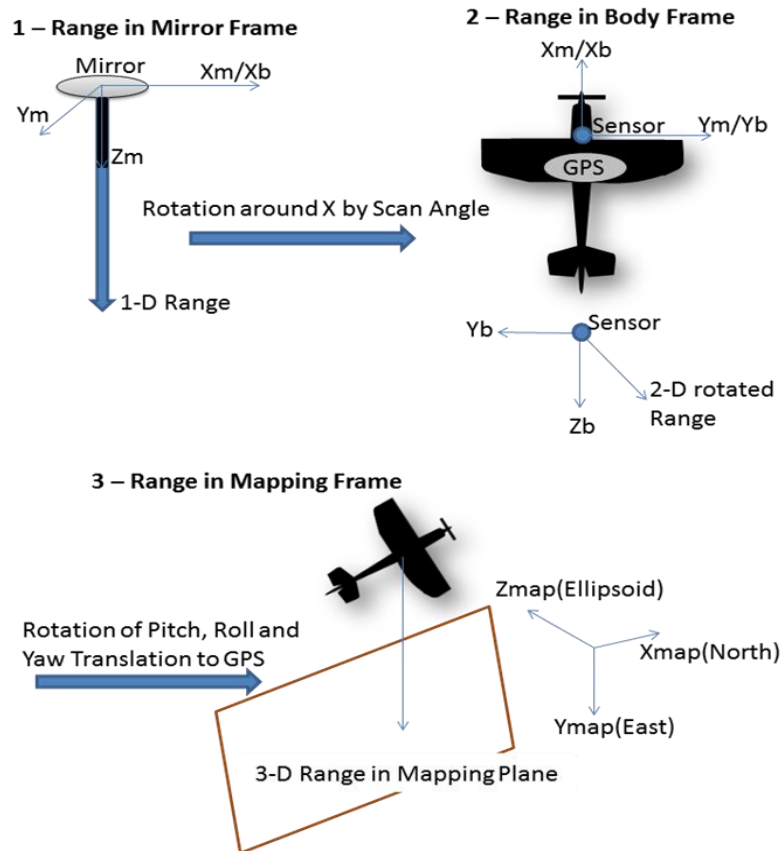 1 – Range in Mirror Frame
Mirror
Xm/Xb
Ym
Zm
1-D Range
Rotation around X by Scan Angle
2 – Range in Body Frame
Xm/Xb
Sensor
Ym/Yb
GPS
Sensor
Yb
Zb
2-D rotated
Range
3 – Range in Mapping Frame
Rotation of Pitch, Roll and
Yaw Translation to GPS
Zmap(Ellipsoid)
Xmap(North)
Ymap(East)
3-D Range in Mapping Plane